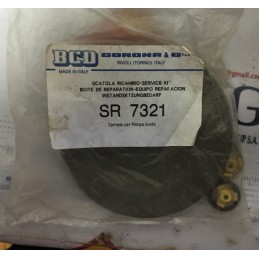 BCD CORONA & C.
MADE IN ITALY RIVOLI (TORINO) ITALY
SCATOLA RICAMBIO-SERVICE KIT
BOITE DE REPARATION-EQUIPO REPARACION
INSTANDSETZUNGBEDARF
SR 7321